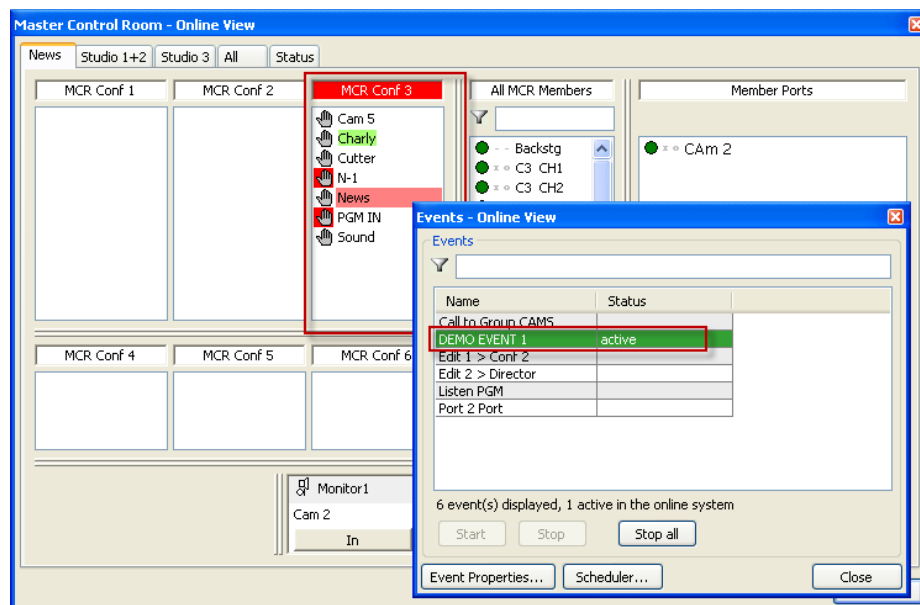 Master Control Room - Online View
News Studio 1+2 Studio 3 All Status
MCR Conf 1 MCR Conf 2 MCR Conf 3 All MCR Members Member Ports
Cam 5
Charly
Cutter
N-1
News
PGM IN
Sound
Backstg
C3 CH1
C3 CH2
CAm 2
MCR Conf 4 MCR Conf 5 MCR Conf 6
Monitor1
Cam 2
In
Events - Online View
Events
Name Status
Call to Group CAMS
DEMO EVENT 1 active
Edit 1 > Conf 2
Edit 2 > Director
Listen PGM
Port 2 Port
6 event(s) displayed, 1 active in the online system
Start Stop Stop all
Event Properties... Scheduler... Close